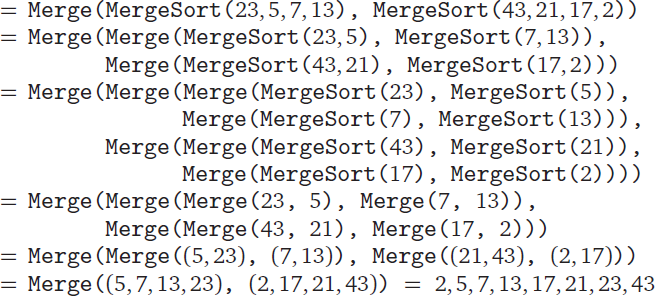 = Merge(MergeSort(23,5,7,13), MergeSort(43,21,17,2))
= Merge(Merge(MergeSort(23,5), MergeSort(7,13)),
Merge(MergeSort(43,21), MergeSort(17,2)))
= Merge(Merge(Merge(MergeSort(23), MergeSort(5)),
Merge(MergeSort(7), MergeSort(13))),
Merge(Merge(MergeSort(43), MergeSort(21)),
Merge(MergeSort(17), MergeSort(2))))
= Merge(Merge(Merge(23, 5), Merge(7, 13)),
Merge(Merge(43, 21), Merge(17, 2)))
= Merge(Merge((5,23), (7,13)), Merge((21,43), (2,17)))
= Merge((5,7,13,23), (2,17,21,43)) = 2,5,7,13,17,21,23,43